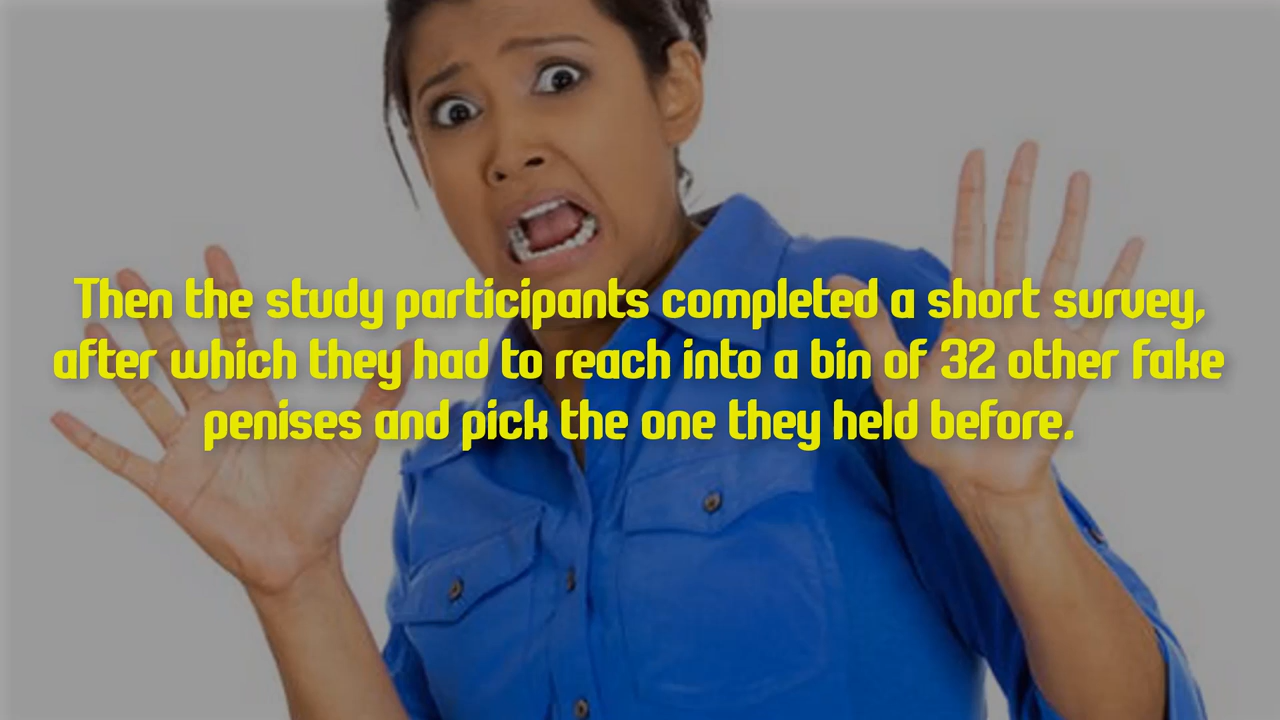 Then the study participants completed a short survey,
after which they had to reach into a bin of 32 other fake
penises and pick the one they held before.